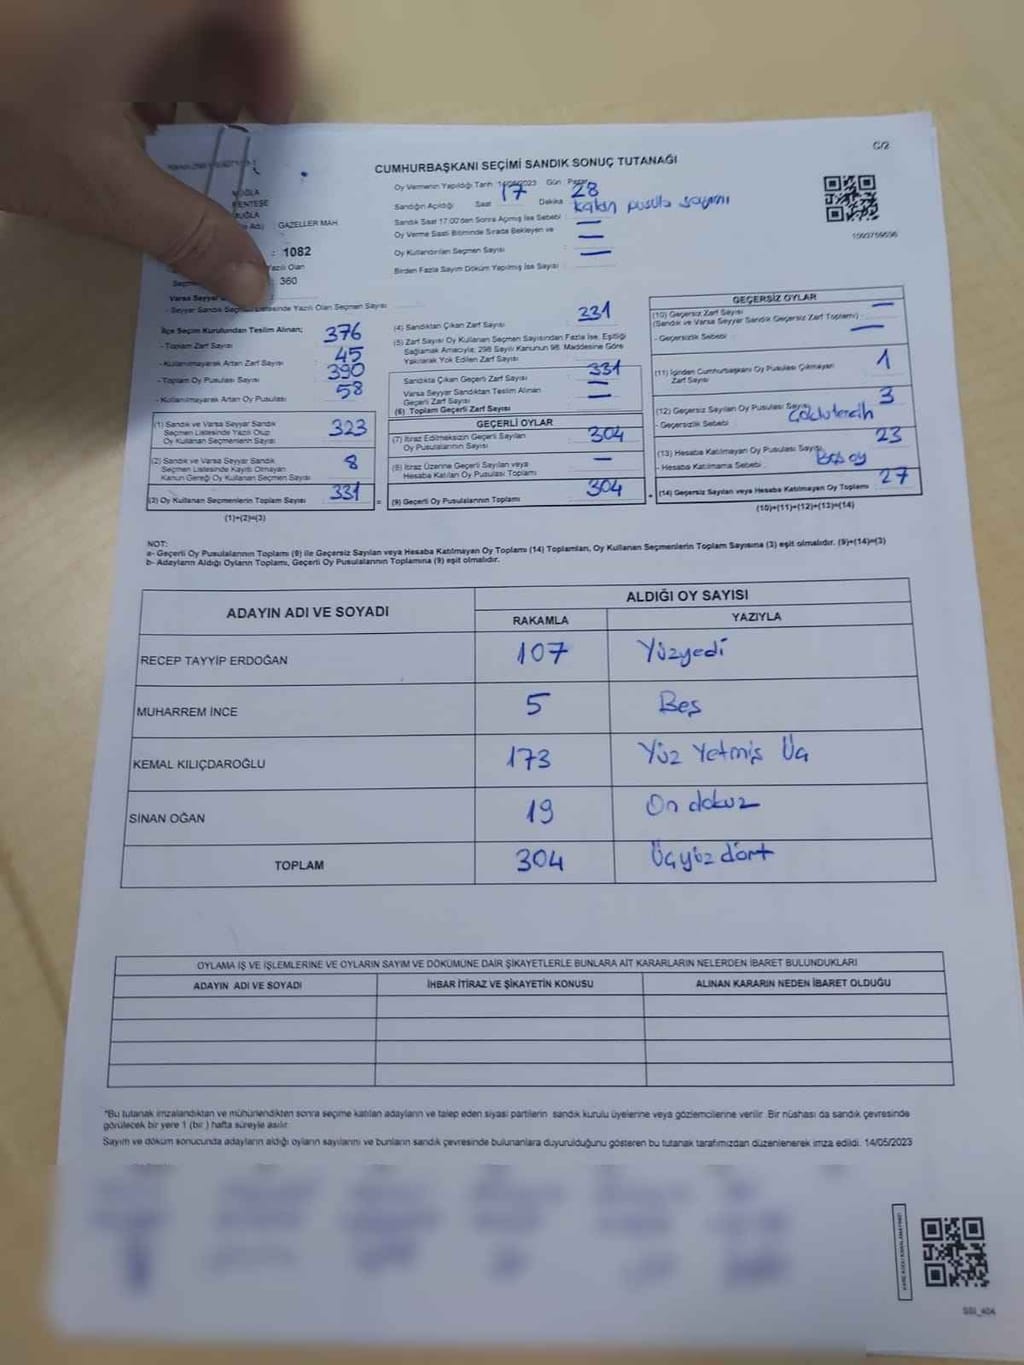 C/2
CUMHURBAŞKANI SEÇİMİ SANDIK SONUÇ TUTANAĞI
MUĞLA
MENTEŞE
MUĞLA
GAZELLER MAH.
: 1082
Yazılı Olan
: 360
Varsa Seyyar
- Seyyar Sandık Seçmen Listesinde Yazılı Olan Seçmen Sayısı
Oy Vermenin Yapıldığı Tarih 14/05/2023 Gün : Pazar
Sandığın Açıldığı Saat 17 Dakika 28
kalan pusula sayımı
Sandık Saat 17:00'den Sonra Açılmış İse Sebebi : —
Oy Verme Saati Bitiminde Sırada Bekleyen ve —
Oy Kullandırılan Seçmen Sayısı : —
Birden Fazla Sayım Döküm Yapılmış İse Sayısı :
1593759596
İlçe Seçim Kurulundan Teslim Alınan;
- Toplam Zarf Sayısı : 376
- Kullanılmayarak Artan Zarf Sayısı : 45
- Toplam Oy Pusulası Sayısı : 390
- Kullanılmayarak Artan Oy Pusulası : 58
(1) Sandık ve Varsa Seyyar Sandık
Seçmen Listesinde Yazılı Olup
Oy Kullanan Seçmenlerin Sayısı : 323
(2) Sandık ve Varsa Seyyar Sandık
Seçmen Listesinde Kayıtlı Olmayan
Kanun Gereği Oy Kullanan Seçmen Sayısı : 8
(3) Oy Kullanan Seçmenlerin Toplam Sayısı : 331
(1)+(2)=(3)
(4) Sandıktan Çıkan Zarf Sayısı : 331
(5) Zarf Sayısı Oy Kullanan Seçmen Sayısından Fazla İse, Eşitliği
Sağlamak Amacıyla; 298 Sayılı Kanunun 98. Maddesine Göre
Yakılarak Yok Edilen Zarf Sayısı :
Sandıkta Çıkan Geçerli Zarf Sayısı : 331
Varsa Seyyar Sandıktan Teslim Alınan
Geçerli Zarf Sayısı : —
(6) Toplam Geçerli Zarf Sayısı : —
GEÇERLİ OYLAR
(7) İtiraz Edilmeksizin Geçerli Sayılan
Oy Pusulalarının Sayısı : 304
(8) İtiraz Üzerine Geçerli Sayılan veya
Hesaba Katılan Oy Pusulası Toplamı : —
(9) Geçerli Oy Pusulalarının Toplamı : 304
GEÇERSİZ OYLAR
(10) Geçersiz Zarf Sayısı
(Sandık ve Varsa Seyyar Sandık Geçersiz Zarf Toplamı) : —
- Geçersizlik Sebebi : —
(11) İçinden Cumhurbaşkanı Oy Pusulası Çıkmayan
Zarf Sayısı : 1
(12) Geçersiz Sayılan Oy Pusulası Sayısı : 3
- Geçersizlik Sebebi : Çoklu tercih
(13) Hesaba Katılmayan Oy Pusulası Sayısı : 23
- Hesaba Katılmama Sebebi : Boş oy
(14) Geçersiz Sayılan veya Hesaba Katılmayan Oy Toplamı : 27
(10)+(11)+(12)+(13)=(14)
NOT:
a- Geçerli Oy Pusulalarının Toplamı (9) ile Geçersiz Sayılan veya Hesaba Katılmayan Oy Toplamı (14) Toplamları, Oy Kullanan Seçmenlerin Toplam Sayısına (3) eşit olmalıdır. (9)+(14)=(3)
b- Adayların Aldığı Oyların Toplamı, Geçerli Oy Pusulalarının Toplamına (9) eşit olmalıdır.
ADAYIN ADI VE SOYADI
ALDIĞI OY SAYISI
RAKAMLA YAZIYLA
RECEP TAYYİP ERDOĞAN 107 Yüzyedi
MUHARREM İNCE 5 Beş
KEMAL KILIÇDAROĞLU 173 Yüz Yetmiş Üç
SİNAN OĞAN 19 On dokuz
TOPLAM 304 Üçyüz dört
OYLAMA İŞ VE İŞLEMLERİNE VE OYLARIN SAYIM VE DÖKÜMÜNE DAİR ŞİKAYETLERLE BUNLARA AİT KARARLARIN NELERDEN İBARET BULUNDUKLARI
ADAYIN ADI VE SOYADI İHBAR İTİRAZ VE ŞİKAYETİN KONUSU ALINAN KARARIN NEDEN İBARET OLDUĞU
*Bu tutanak imzalandıktan ve mühürlendikten sonra seçime katılan adayların ve talep eden siyasi partilerin sandık kurulu üyelerine veya gözlemcilerine verilir. Bir nüshası da sandık çevresinde
görülecek bir yere 1 (bir) hafta süreyle asılır.
Sayım ve döküm sonucunda adayların aldığı oyların sayılarını ve bunların sandık çevresinde bulunanlara duyurulduğunu gösteren bu tutanak tarafımızdan düzenlenerek imza edildi. 14/05/2023